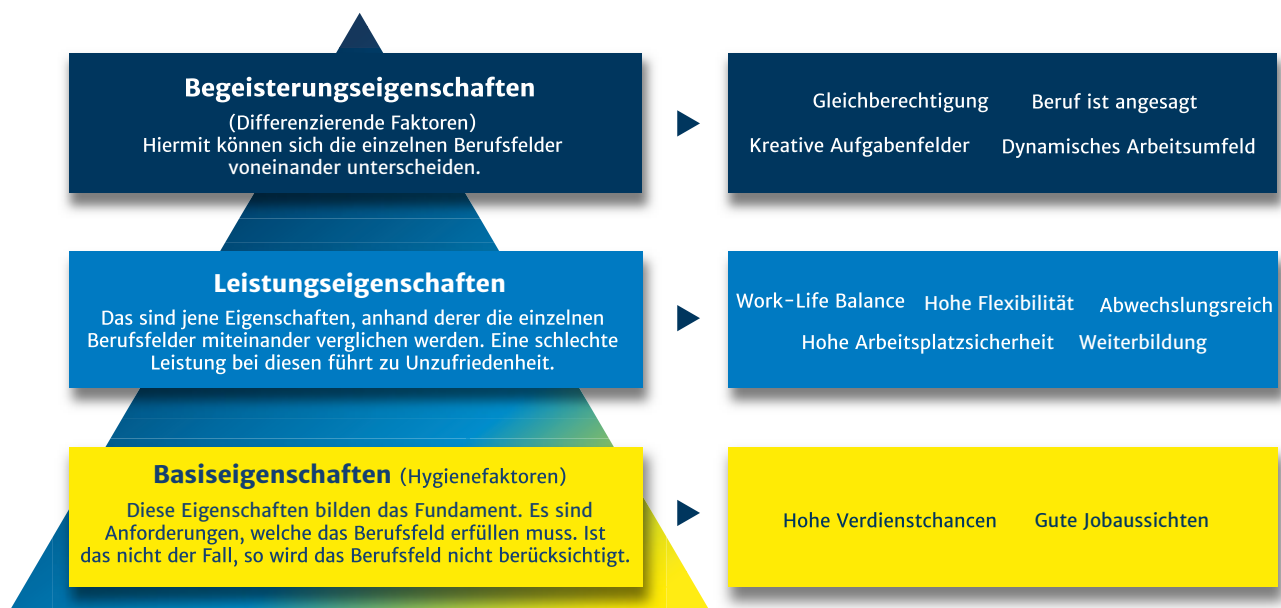 Begeisterungseigenschaften
(Differenzierende Faktoren)
Hiermit können sich die einzelnen Berufsfelder
voneinander unterscheiden.
Gleichberechtigung Beruf ist angesagt
Kreative Aufgabenfelder Dynamisches Arbeitsumfeld
Leistungseigenschaften
Das sind jene Eigenschaften, anhand derer die einzelnen
Berufsfelder miteinander verglichen werden. Eine schlechte
Leistung bei diesen führt zu Unzufriedenheit.
Work-Life Balance Hohe Flexibilität Abwechslungsreich
Hohe Arbeitsplatzsicherheit Weiterbildung
Basiseigenschaften (Hygienefaktoren)
Diese Eigenschaften bilden das Fundament. Es sind
Anforderungen, welche das Berufsfeld erfüllen muss. Ist
das nicht der Fall, so wird das Berufsfeld nicht berücksichtigt.
Hohe Verdienstchancen Gute Jobaussichten